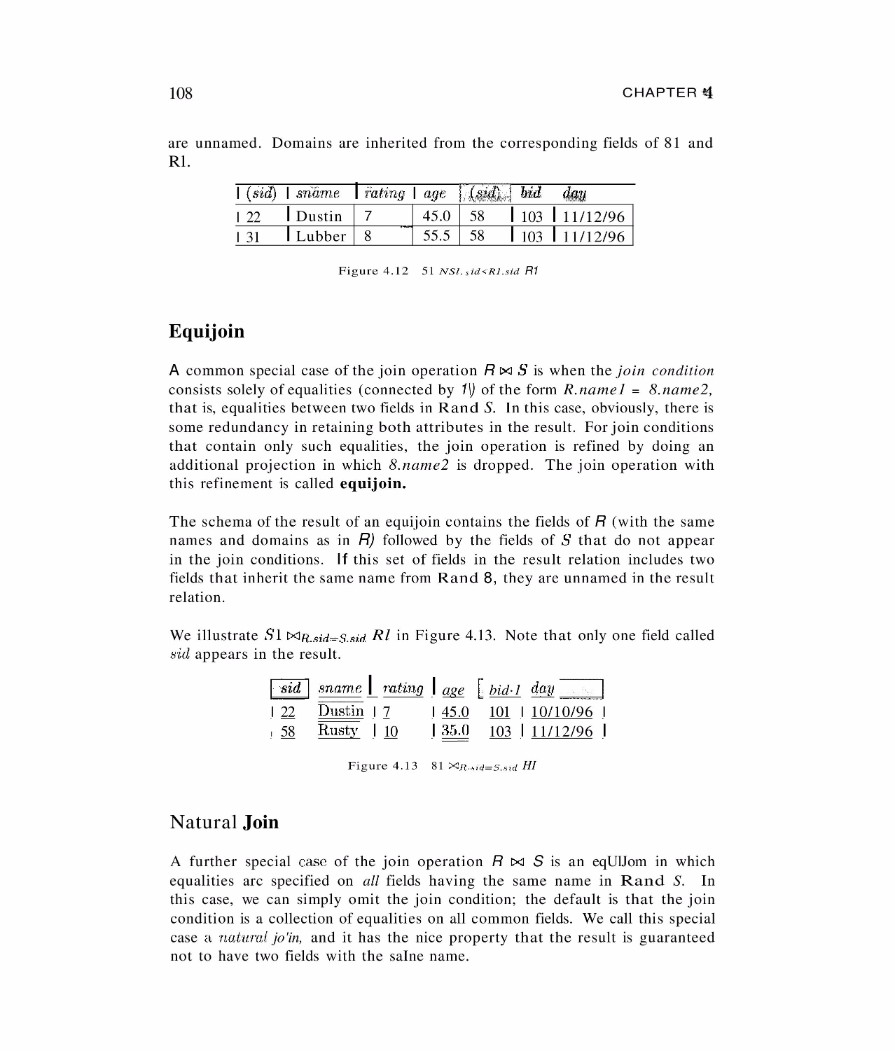 108 CHAPTER 4
are unnamed. Domains are inherited from the corresponding fields of 81 and
R1.
| (sid) | sname | rating | age | (sid) | bid day
| 22 | Dustin | 7 | 45.0 | 58 | 103 | 11/12/96 |
| 31 | Lubber | 8 | 55.5 | 58 | 103 | 11/12/96 |
Figure 4.12 51 NS1.sid<R1.sid R1
Equijoin
A common special case of the join operation R ⋈ S is when the join condition
consists solely of equalities (connected by 1\) of the form R.name1 = 8.name2,
that is, equalities between two fields in Rand S. In this case, obviously, there is
some redundancy in retaining both attributes in the result. For join conditions
that contain only such equalities, the join operation is refined by doing an
additional projection in which 8.name2 is dropped. The join operation with
this refinement is called equijoin.
The schema of the result of an equijoin contains the fields of R (with the same
names and domains as in R) followed by the fields of S that do not appear
in the join conditions. If this set of fields in the result relation includes two
fields that inherit the same name from Rand 8, they are unnamed in the result
relation.
We illustrate S1 ⋈R.sid=S.sid R1 in Figure 4.13. Note that only one field called
sid appears in the result.
sid | sname | rating | age [ bid·1 day
| 22 Dustin | 7 | 45.0 101 | 10/10/96 |
| 58 Rusty | 10 | 35.0 103 | 11/12/96 |
Figure 4.13 81 ⋈R.sid=S.sid HI
Natural Join
A further special case of the join operation R ⋈ S is an eqUlJom in which
equalities arc specified on all fields having the same name in Rand S. In
this case, we can simply omit the join condition; the default is that the join
condition is a collection of equalities on all common fields. We call this special
case a natural jo'in, and it has the nice property that the result is guaranteed
not to have two fields with the saIne name.